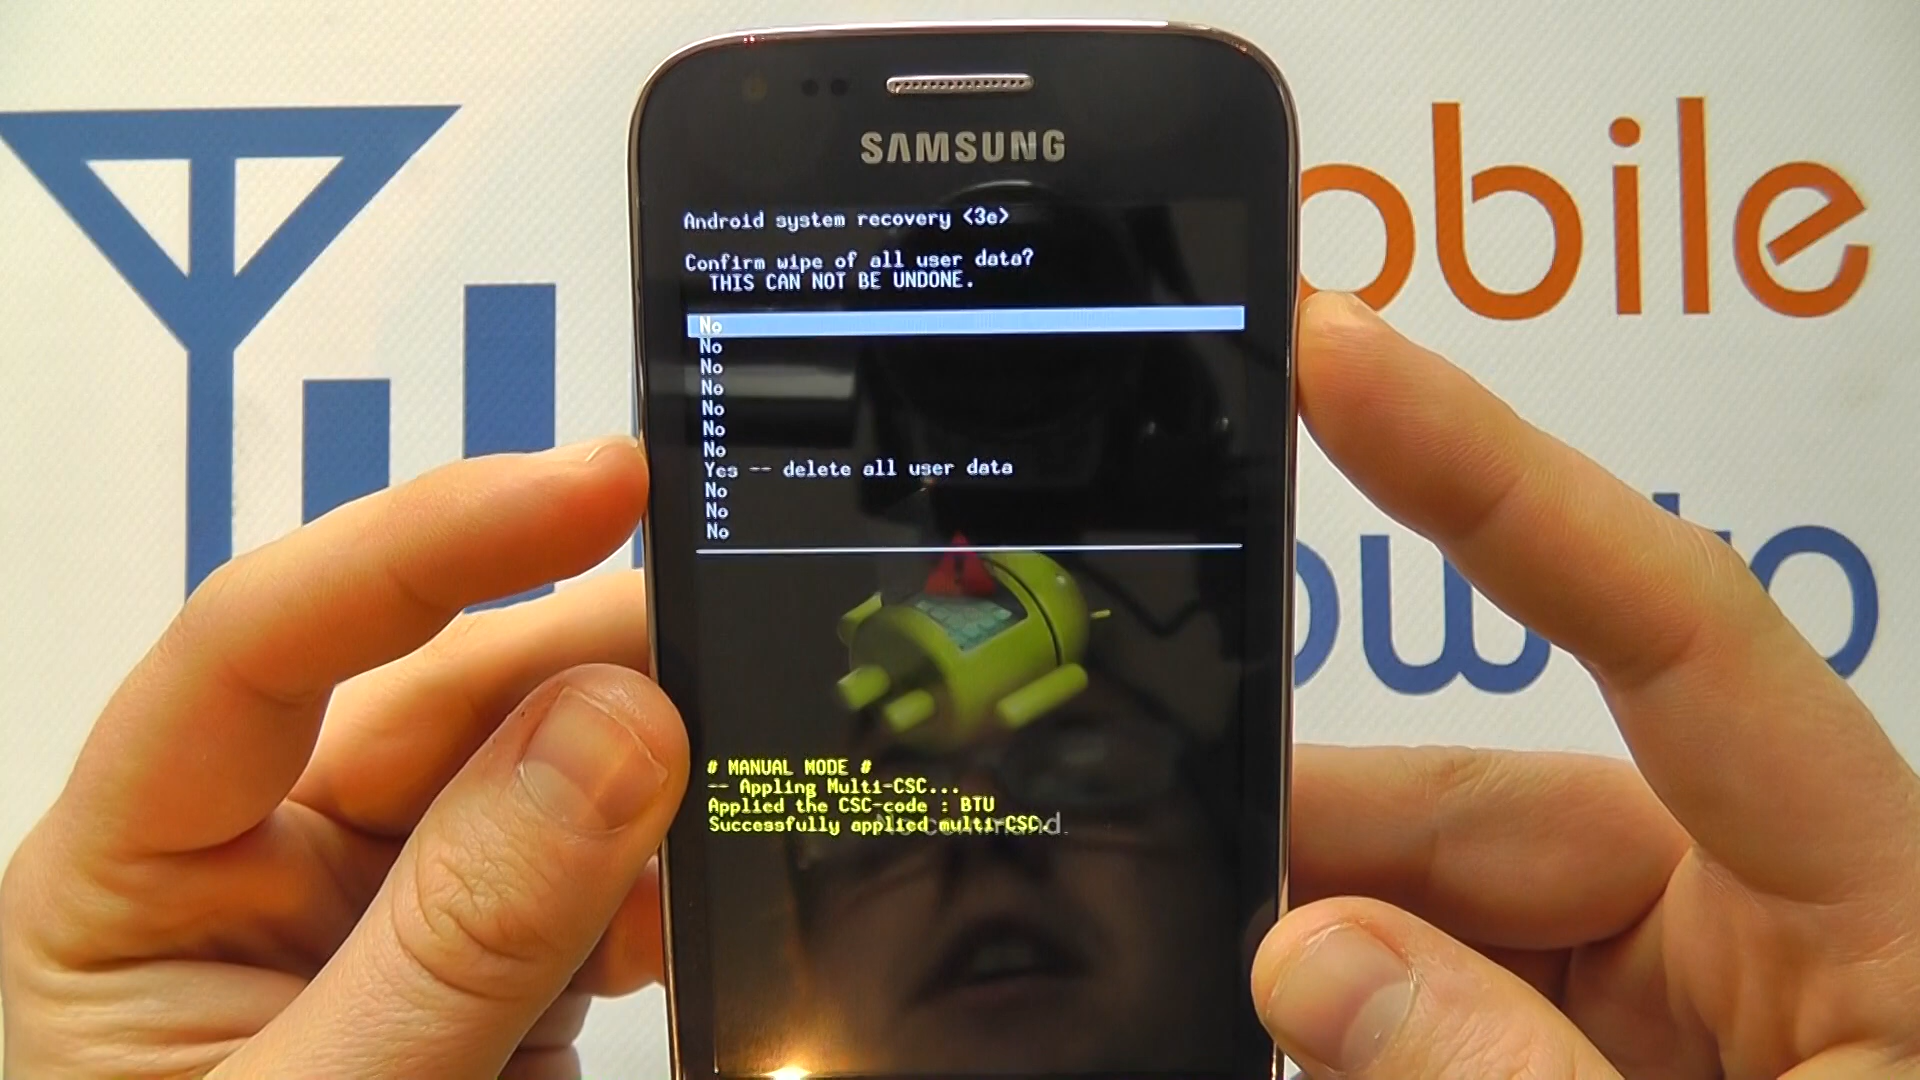 SAMSUNG
Android system recovery <3e>
Confirm wipe of all user data?
THIS CAN NOT BE UNDONE.
No
No
No
No
No
No
No
Yes -- delete all user data
No
No
No
# MANUAL MODE #
-- Appling Multi-CSC...
Applied the CSC-code : BTU
Successfully applied multi-CSC.
No command.
obile